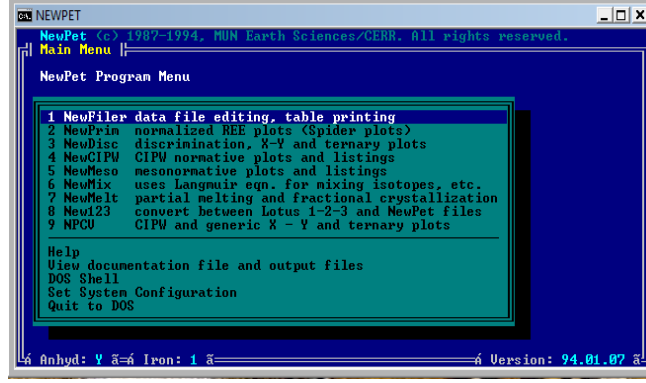 NEWPET
NewPet (c) 1987-1994, MUN Earth Sciences/CERR. All rights reserved.
Main Menu
NewPet Program Menu
1 NewFiler data file editing, table printing
2 NewPrim normalized REE plots (Spider plots)
3 NewDisc discrimination, X-Y and ternary plots
4 NewCIPW CIPW normative plots and listings
5 NewMeso mesonormative plots and listings
6 NewMix uses Langmuir eqn. for mixing isotopes, etc.
7 NewMelt partial melting and fractional crystallization
8 New123 convert between Lotus 1-2-3 and NewPet files
9 NPCV CIPW and generic X - Y and ternary plots
Help
View documentation file and output files
DOS Shell
Set System Configuration
Quit to DOS
á Anhyd: Y ã=á Iron: 1 ã á Version: 94.01.07 ã